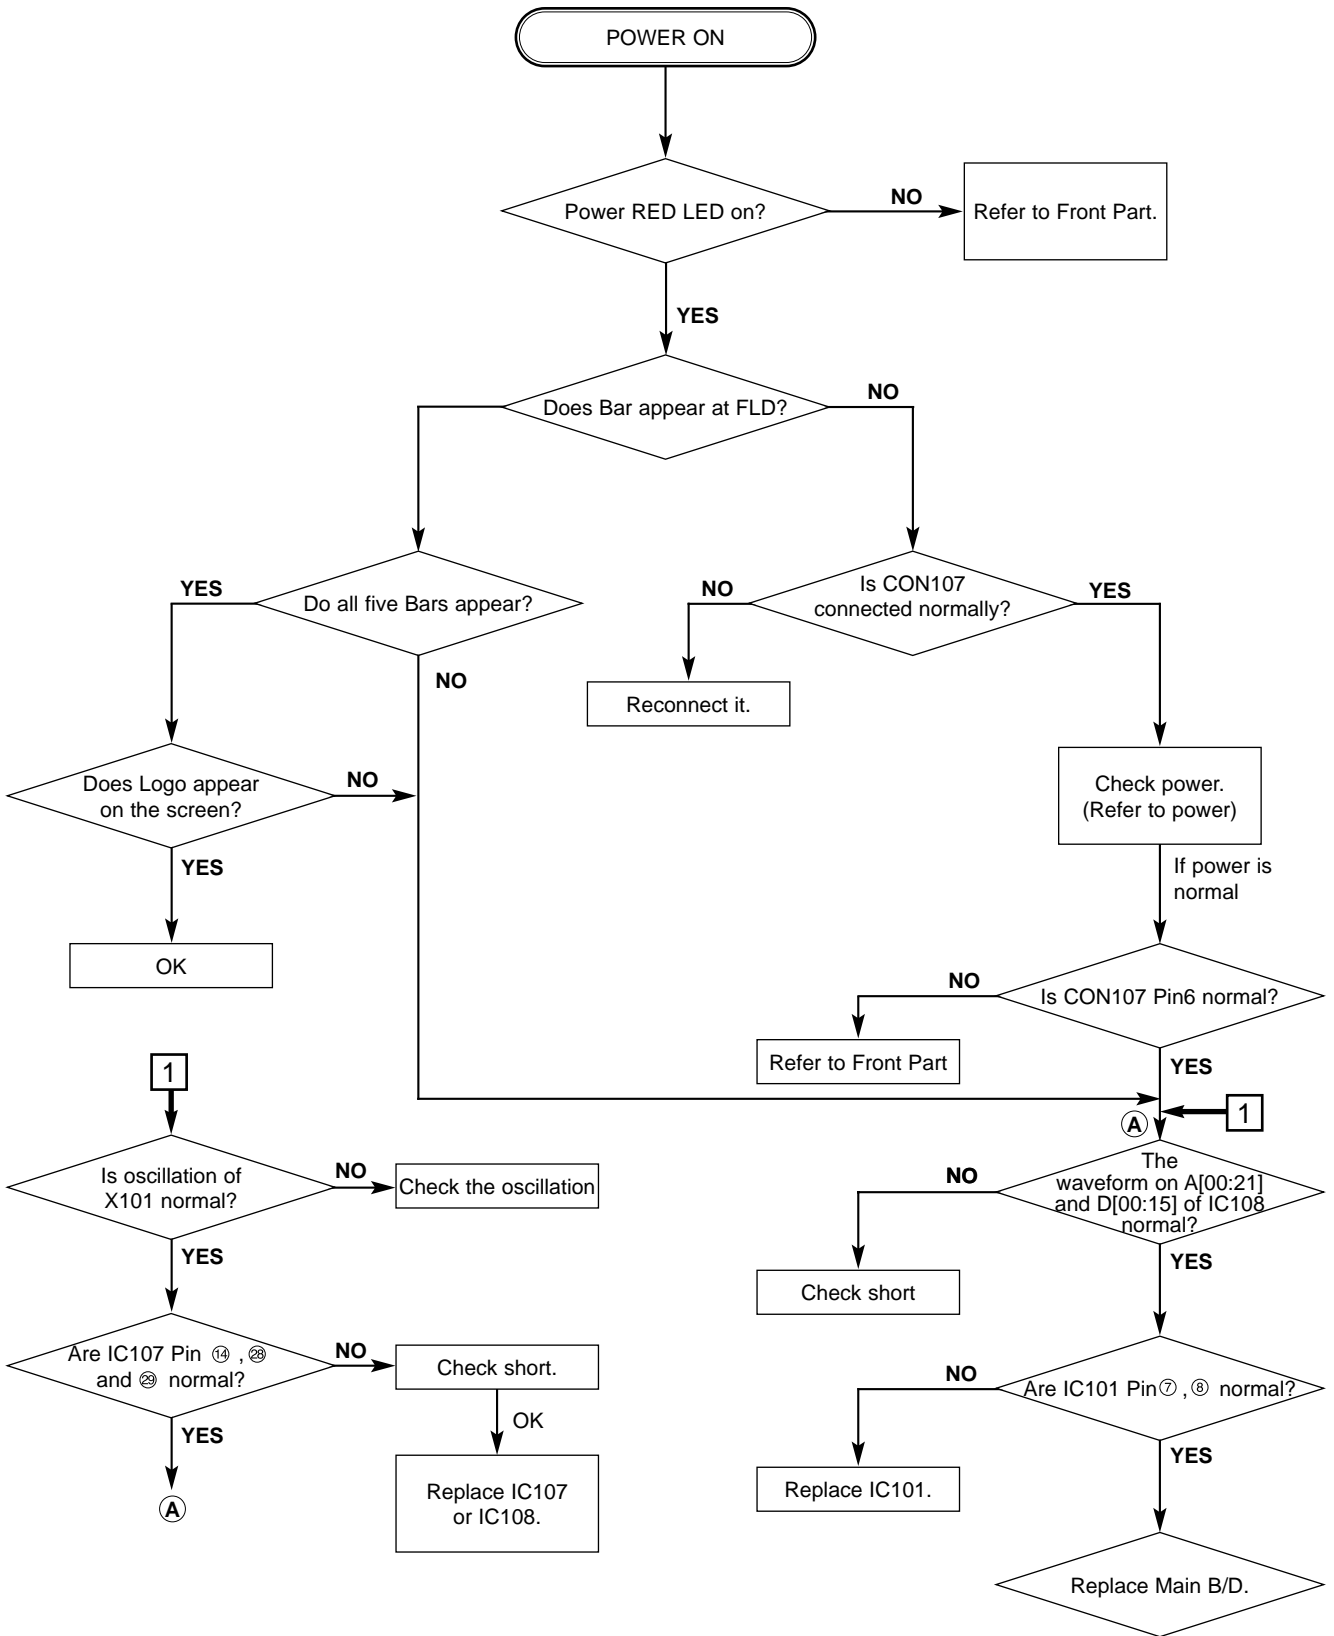 POWER ON
Power RED LED on?
NO
Refer to Front Part.
YES
Does Bar appear at FLD?
NO
YES
Do all five Bars appear?
NO
Is CON107
connected normally?
YES
NO
Reconnect it.
Does Logo appear
on the screen?
NO
Check power.
(Refer to power)
YES
If power is
normal
OK
NO
Is CON107 Pin6 normal?
Refer to Front Part
YES
1
A
1
Is oscillation of
X101 normal?
NO
Check the oscillation
NO
The
waveform on A[00:21]
and D[00:15] of IC108
normal?
YES
YES
Check short
Are IC107 Pin ⑭ , ㉘
and ㉙ normal?
NO
Check short.
NO
Are IC101 Pin⑦ , ⑧ normal?
YES
OK
YES
Replace IC107
or IC108.
Replace IC101.
A
Replace Main B/D.